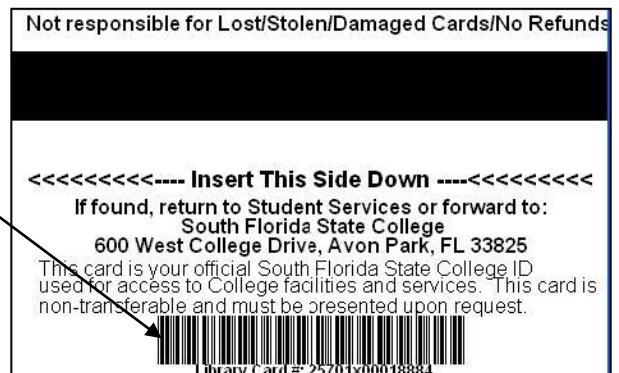 Not responsible for Lost/Stolen/Damaged Cards/No Refunds
<<<<<<<<<---- Insert This Side Down ----<<<<<<<<<
If found, return to Student Services or forward to:
South Florida State College
600 West College Drive, Avon Park, FL 33825
This card is your official South Florida State College ID
used for access to College facilities and services. This card is
non-transferable and must be presented upon request.
Library Card #: 25701x00018884